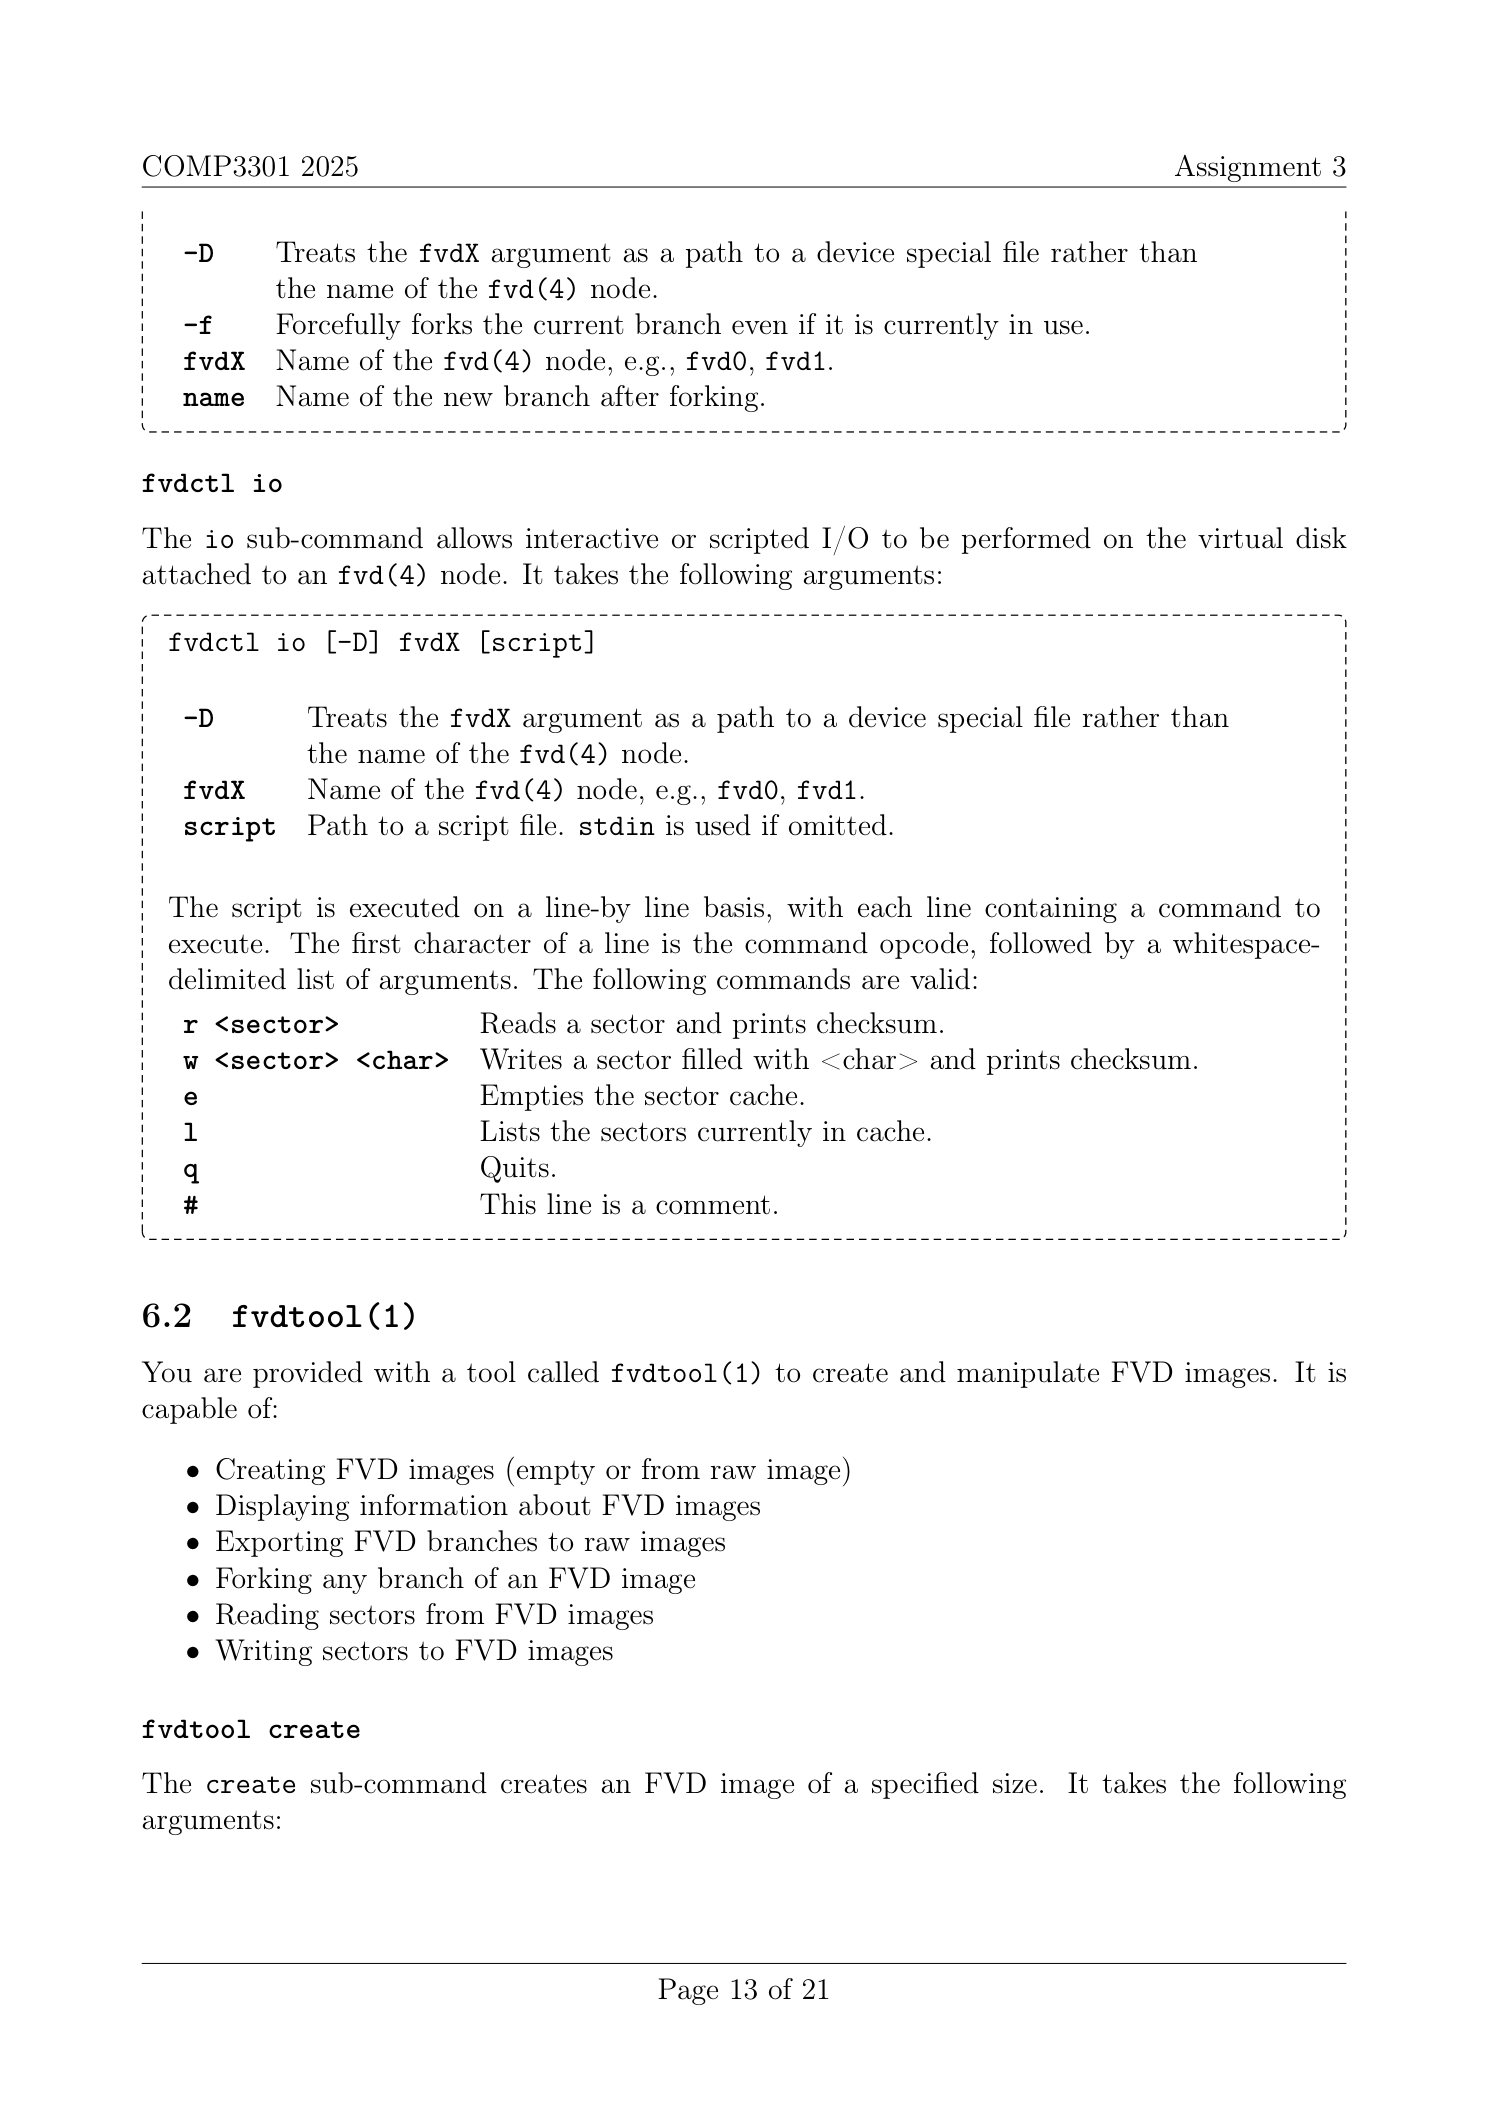 COMP3301 2025 Assignment 3
-D Treats the fvdX argument as a path to a device special file rather than
the name of the fvd(4) node.
-f Forcefully forks the current branch even if it is currently in use.
fvdX Name of the fvd(4) node, e.g., fvd0, fvd1.
name Name of the new branch after forking.
fvdctl io
The io sub-command allows interactive or scripted I/O to be performed on the virtual disk
attached to an fvd(4) node. It takes the following arguments:
fvdctl io [-D] fvdX [script]
-D Treats the fvdX argument as a path to a device special file rather than
the name of the fvd(4) node.
fvdX Name of the fvd(4) node, e.g., fvd0, fvd1.
script Path to a script file. stdin is used if omitted.
The script is executed on a line-by line basis, with each line containing a command to
execute. The first character of a line is the command opcode, followed by a whitespace-
delimited list of arguments. The following commands are valid:
r <sector> Reads a sector and prints checksum.
w <sector> <char> Writes a sector filled with <char> and prints checksum.
e Empties the sector cache.
l Lists the sectors currently in cache.
q Quits.
# This line is a comment.
6.2 fvdtool(1)
You are provided with a tool called fvdtool(1) to create and manipulate FVD images. It is
capable of:
• Creating FVD images (empty or from raw image)
• Displaying information about FVD images
• Exporting FVD branches to raw images
• Forking any branch of an FVD image
• Reading sectors from FVD images
• Writing sectors to FVD images
fvdtool create
The create sub-command creates an FVD image of a specified size. It takes the following
arguments:
Page 13 of 21